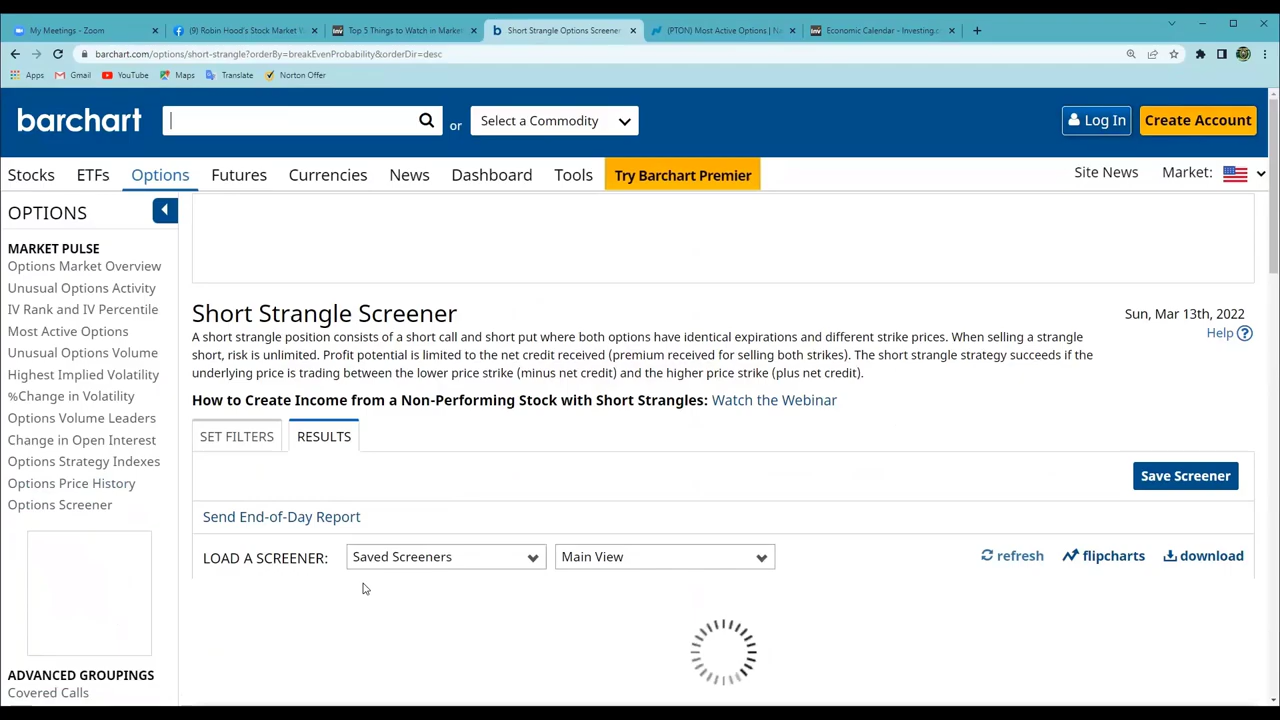 My Meetings - Zoom
(9) Robin Hood's Stock Market W
Top 5 Things to Watch in Market
Short Strangle Options Screener
(PTON) Most Active Options | Na
Economic Calendar - Investing.c
barchart.com/options/short-strangle?orderBy=breakEvenProbability&orderDir=desc
Apps
Gmail
YouTube
Maps
Translate
Norton Offer
barchart
or
Select a Commodity
Log In
Create Account
Stocks
ETFs
Options
Futures
Currencies
News
Dashboard
Tools
Try Barchart Premier
Site News
Market:
OPTIONS
MARKET PULSE
Options Market Overview
Unusual Options Activity
IV Rank and IV Percentile
Most Active Options
Unusual Options Volume
Highest Implied Volatility
%Change in Volatility
Options Volume Leaders
Change in Open Interest
Options Strategy Indexes
Options Price History
Options Screener
ADVANCED GROUPINGS
Covered Calls
Short Strangle Screener
Sun, Mar 13th, 2022
Help
A short strangle position consists of a short call and short put where both options have identical expirations and different strike prices. When selling a strangle
short, risk is unlimited. Profit potential is limited to the net credit received (premium received for selling both strikes). The short strangle strategy succeeds if the
underlying price is trading between the lower price strike (minus net credit) and the higher price strike (plus net credit).
How to Create Income from a Non-Performing Stock with Short Strangles: Watch the Webinar
SET FILTERS
RESULTS
Save Screener
Send End-of-Day Report
LOAD A SCREENER:
Saved Screeners
Main View
refresh
flipcharts
download